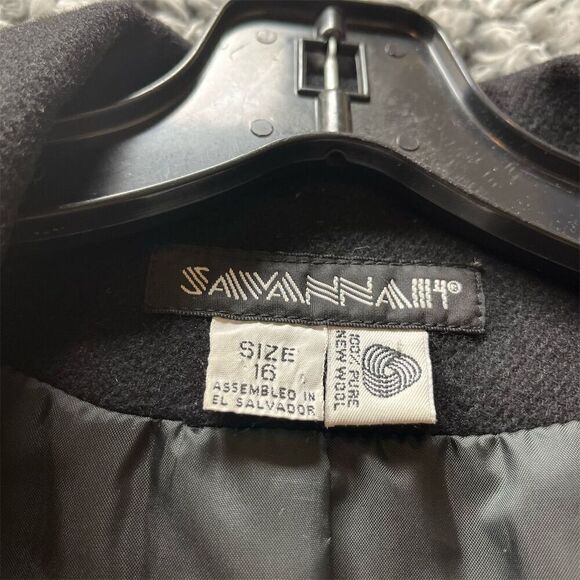 SAVANNAH®
SIZE
16
ASSEMBLED IN
EL SALVADOR
100% PURE
NEW WOOL